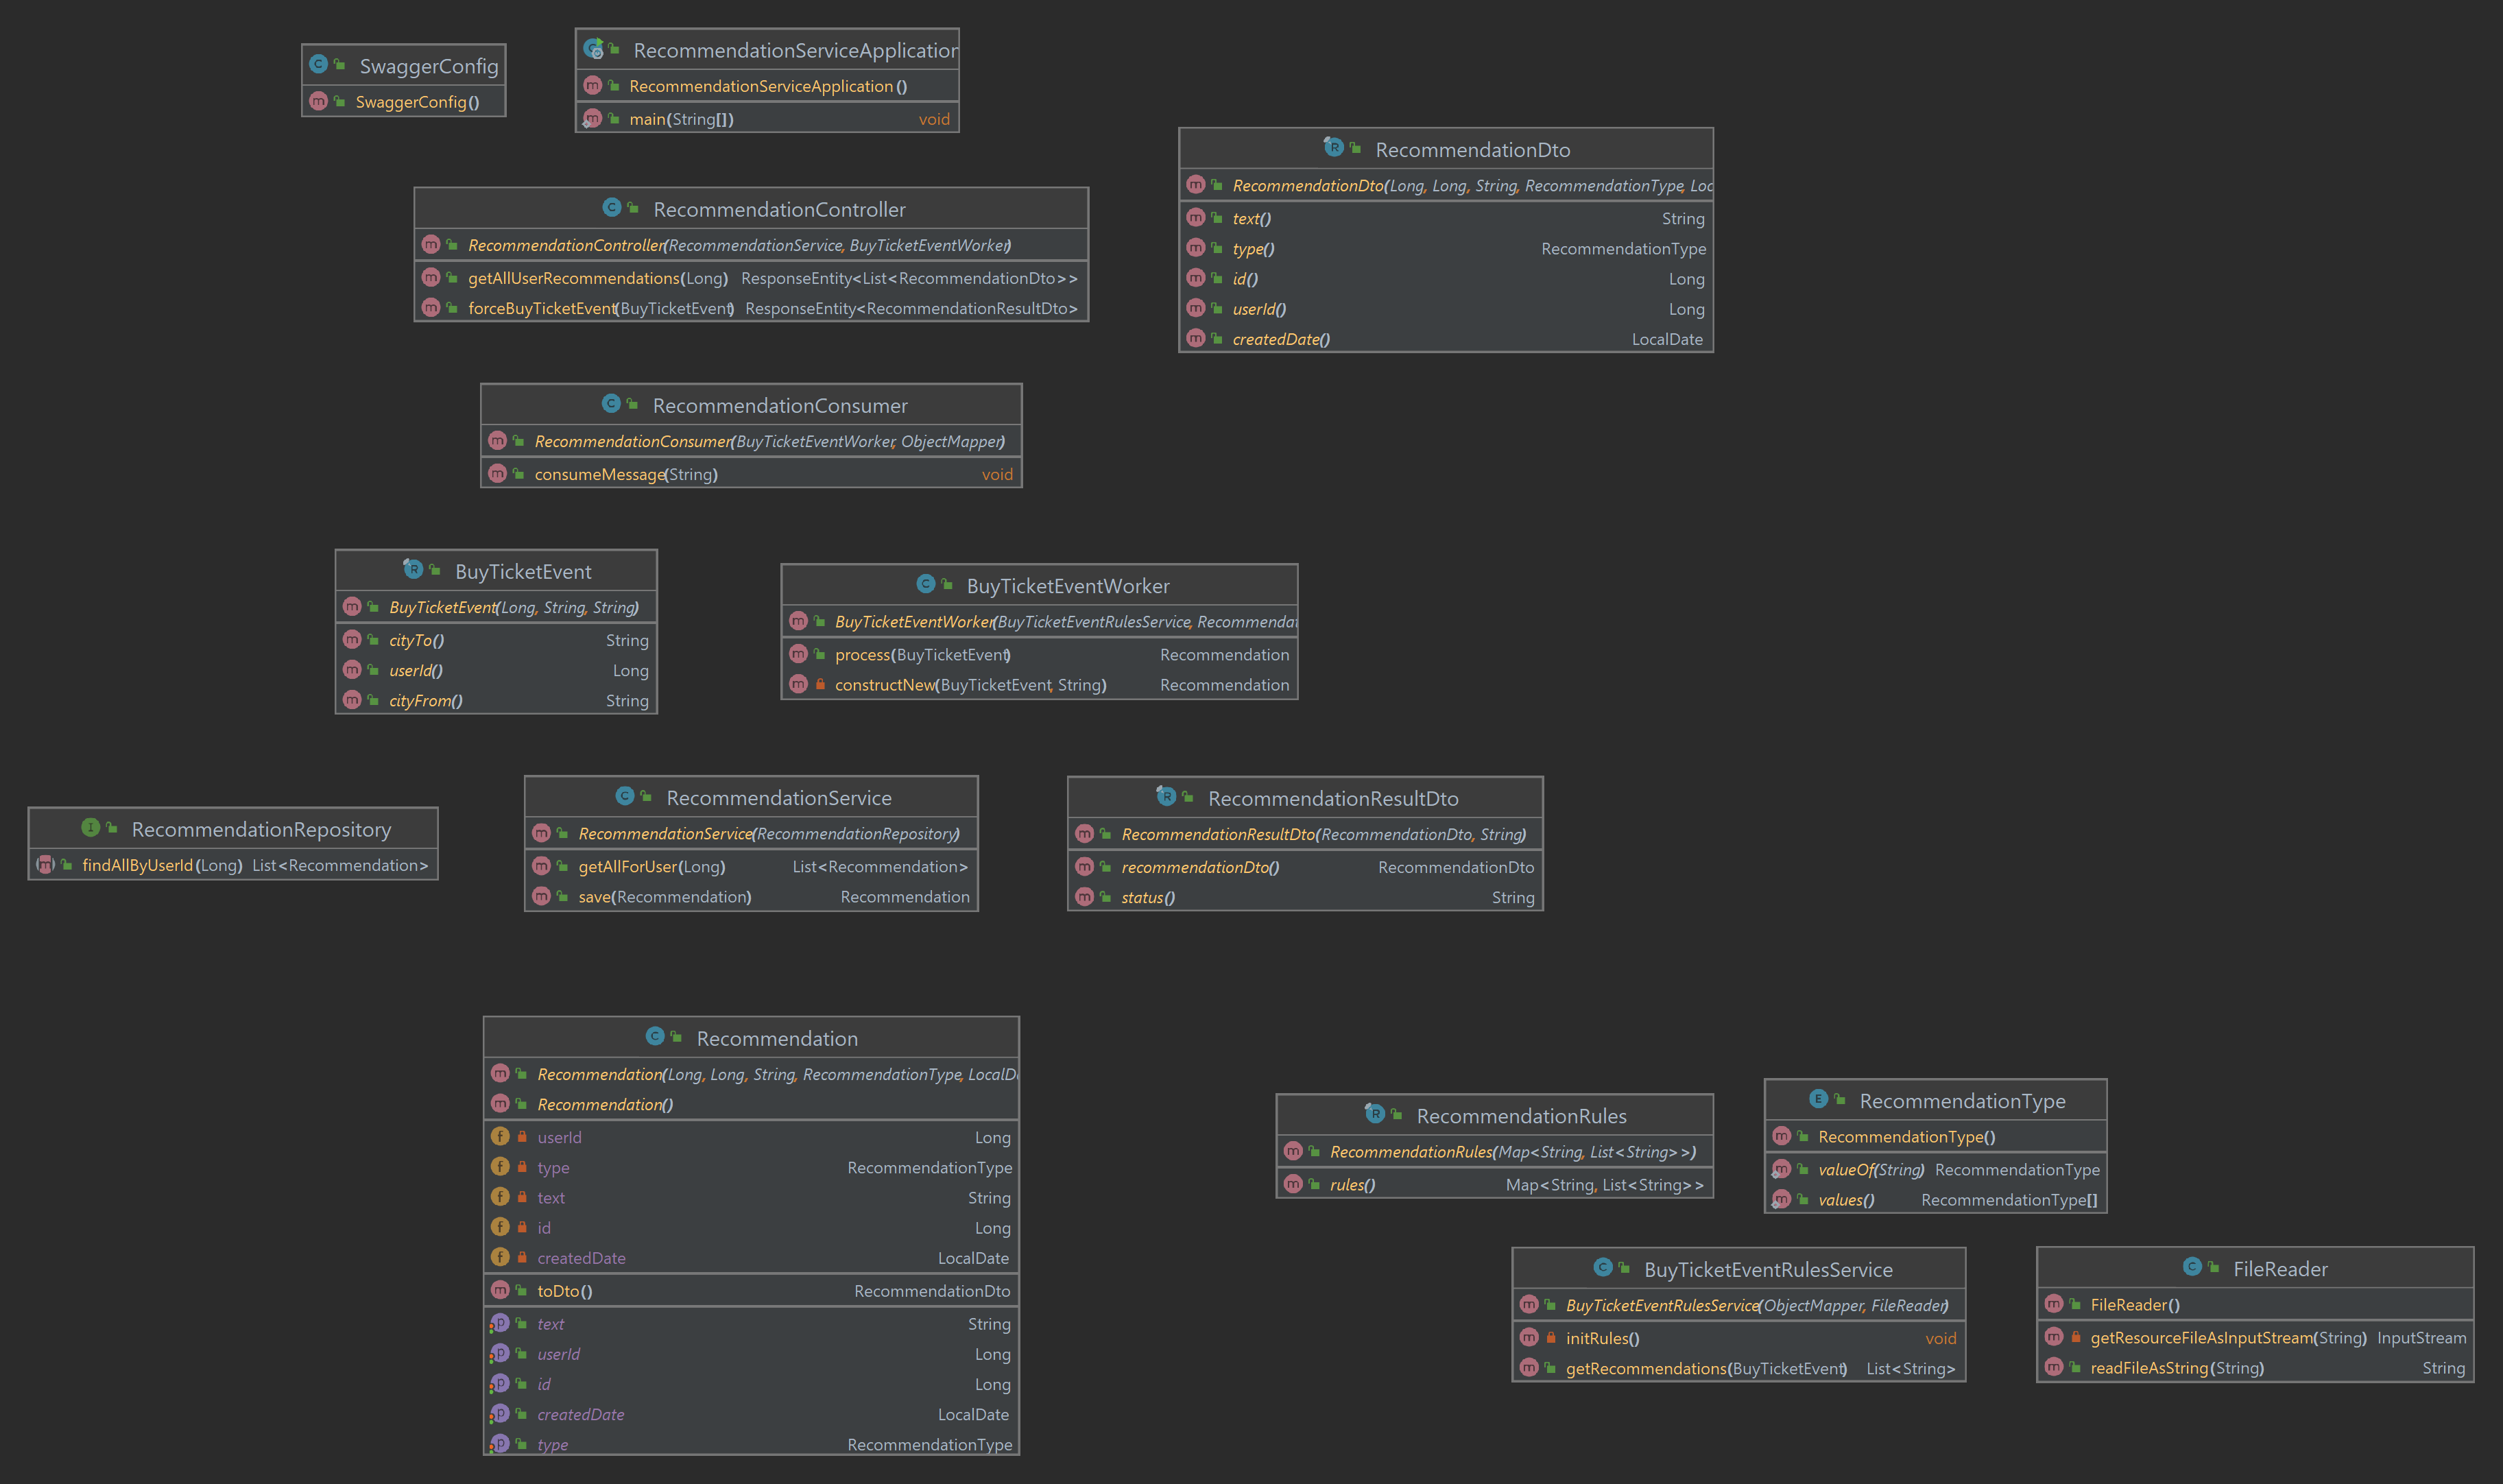 SwaggerConfig
SwaggerConfig()
RecommendationServiceApplication
RecommendationServiceApplication()
main(String[]) void
RecommendationDto
RecommendationDto(Long, Long, String, RecommendationType, Loc
text() String
type() RecommendationType
id() Long
userId() Long
createdDate() LocalDate
RecommendationController
RecommendationController(RecommendationService, BuyTicketEventWorker)
getAllUserRecommendations(Long) ResponseEntity<List<RecommendationDto>>
forceBuyTicketEvent(BuyTicketEvent) ResponseEntity<RecommendationResultDto>
RecommendationConsumer
RecommendationConsumer(BuyTicketEventWorker, ObjectMapper)
consumeMessage(String) void
BuyTicketEvent
BuyTicketEvent(Long, String, String)
cityTo() String
userId() Long
cityFrom() String
BuyTicketEventWorker
BuyTicketEventWorker(BuyTicketEventRulesService, Recommendat
process(BuyTicketEvent) Recommendation
constructNew(BuyTicketEvent, String) Recommendation
RecommendationRepository
findAllByUserId(Long) List<Recommendation>
RecommendationService
RecommendationService(RecommendationRepository)
getAllForUser(Long) List<Recommendation>
save(Recommendation) Recommendation
RecommendationResultDto
RecommendationResultDto(RecommendationDto, String)
recommendationDto() RecommendationDto
status() String
Recommendation
Recommendation(Long, Long, String, RecommendationType, LocalD
Recommendation()
userId Long
type RecommendationType
text String
id Long
createdDate LocalDate
toDto() RecommendationDto
text String
userId Long
id Long
createdDate LocalDate
type RecommendationType
RecommendationRules
RecommendationRules(Map<String, List<String>>)
rules() Map<String, List<String>>
RecommendationType
RecommendationType()
valueOf(String) RecommendationType
values() RecommendationType[]
BuyTicketEventRulesService
BuyTicketEventRulesService(ObjectMapper, FileReader)
initRules() void
getRecommendations(BuyTicketEvent) List<String>
FileReader
FileReader()
getResourceFileAsInputStream(String) InputStream
readFileAsString(String) String